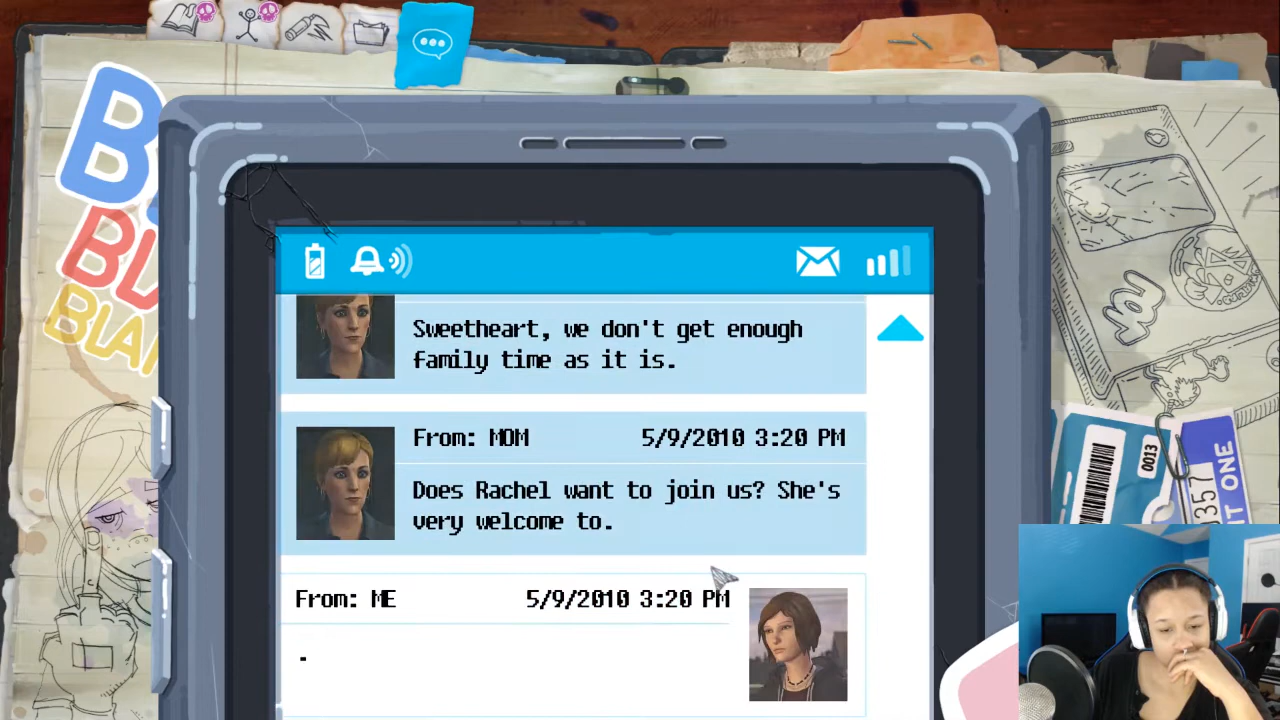 Sweetheart, we don't get enough
family time as it is.
From: MOM 5/9/2010 3:20 PM
Does Rachel want to join us? She's
very welcome to.
From: ME 5/9/2010 3:20 PM
.
0013